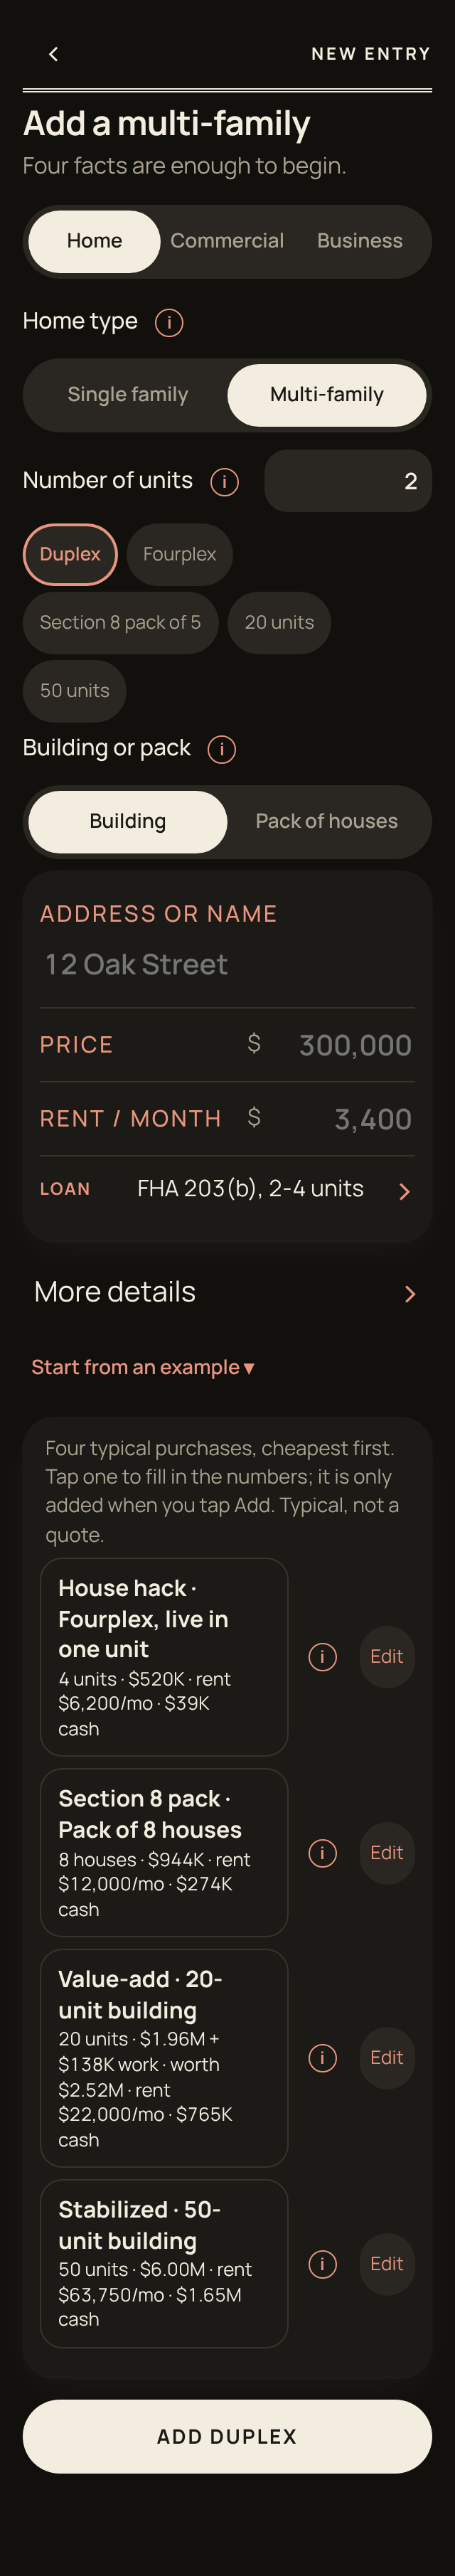 NEW ENTRY
Add a multi-family
Four facts are enough to begin.
Home Commercial Business
Home type i
Single family Multi-family
Number of units i 2
Duplex Fourplex
Section 8 pack of 5 20 units
50 units
Building or pack i
Building Pack of houses
ADDRESS OR NAME
12 Oak Street
PRICE $ 300,000
RENT / MONTH $ 3,400
LOAN FHA 203(b), 2-4 units
More details
Start from an example ▾
Four typical purchases, cheapest first.
Tap one to fill in the numbers; it is only
added when you tap Add. Typical, not a
quote.
House hack ·
Fourplex, live in
one unit
4 units · $520K · rent
$6,200/mo · $39K
cash
i Edit
Section 8 pack ·
Pack of 8 houses
8 houses · $944K · rent
$12,000/mo · $274K
cash
i Edit
Value-add · 20-
unit building
20 units · $1.96M +
$138K work · worth
$2.52M · rent
$22,000/mo · $765K
cash
i Edit
Stabilized · 50-
unit building
50 units · $6.00M · rent
$63,750/mo · $1.65M
cash
i Edit
ADD DUPLEX